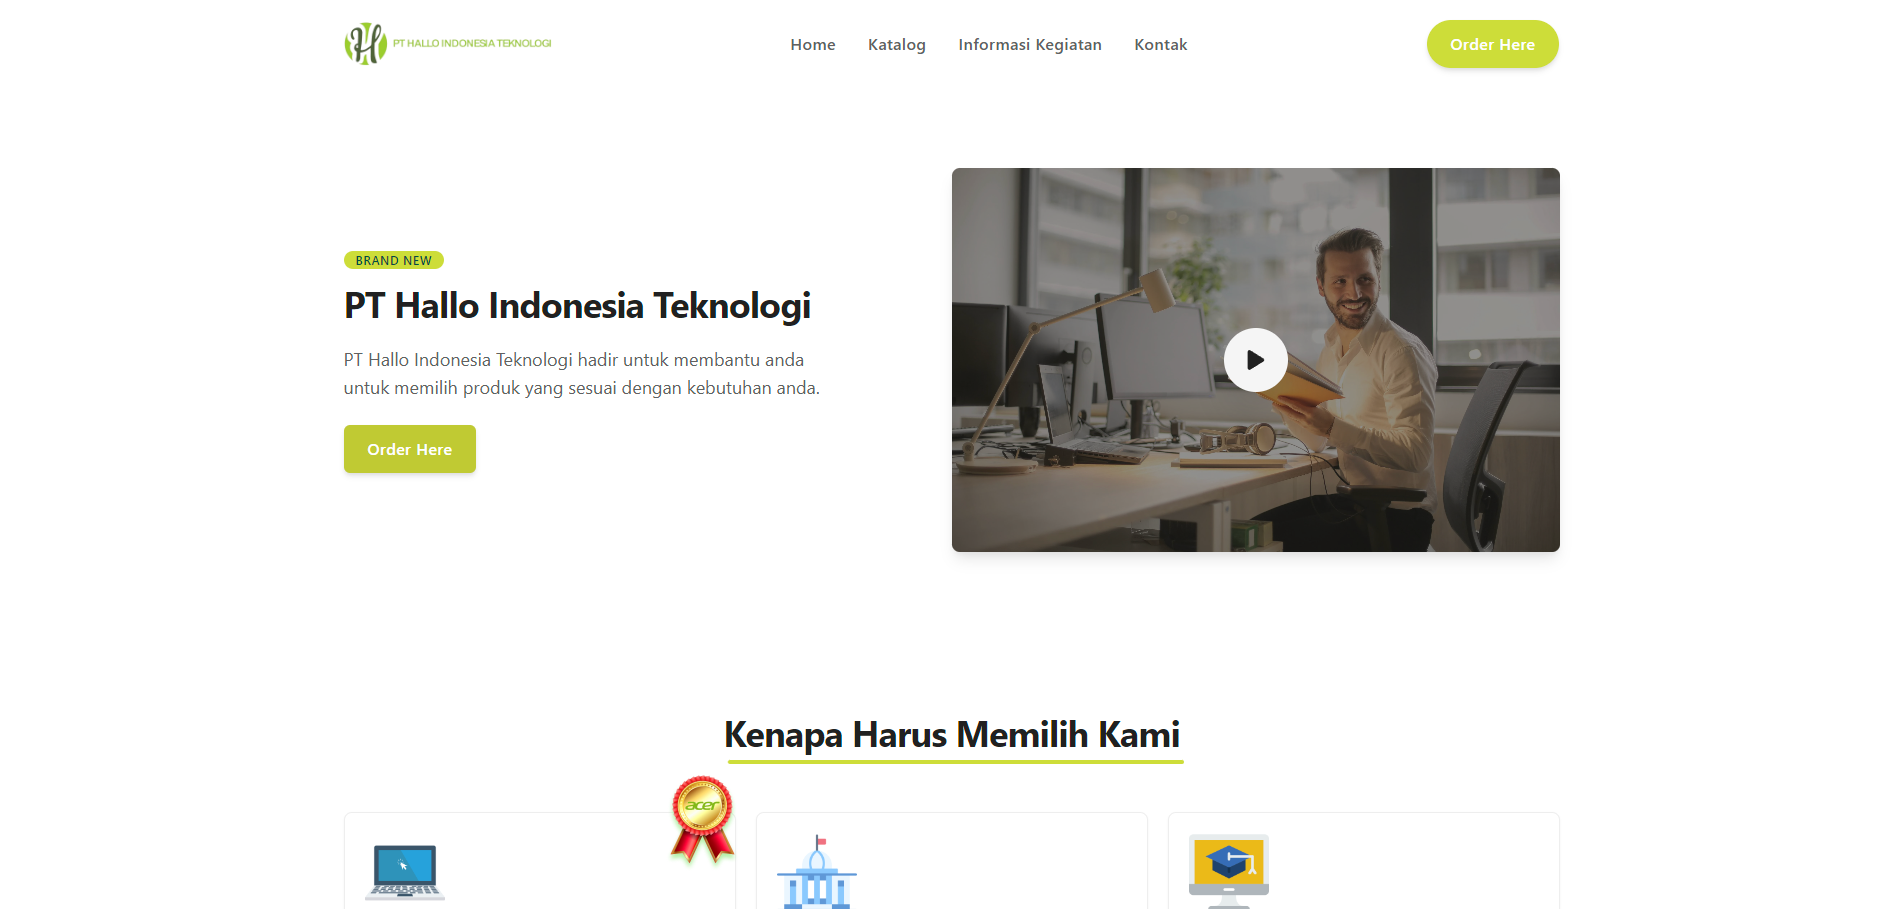 PT HALLO INDONESIA TEKNOLOGI
Home
Katalog
Informasi Kegiatan
Kontak
Order Here
BRAND NEW
PT Hallo Indonesia Teknologi
PT Hallo Indonesia Teknologi hadir untuk membantu anda
untuk memilih produk yang sesuai dengan kebutuhan anda.
Order Here
Kenapa Harus Memilih Kami
acer